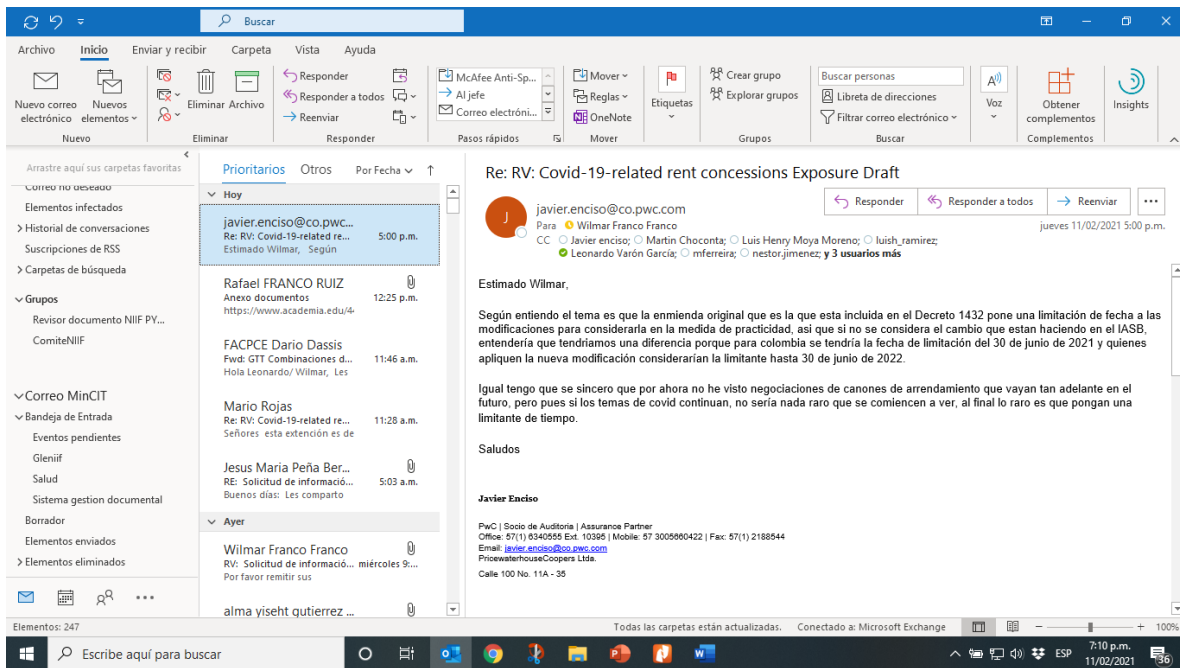 Buscar
Archivo Inicio Enviar y recibir Carpeta Vista Ayuda
Nuevo correo electrónico
Nuevos elementos
Nuevo
Eliminar Archivo
Eliminar
Responder
Responder a todos
Reenviar
Responder
McAfee Anti-Sp...
Al jefe
Correo electróni...
Pasos rápidos
Mover
Reglas
OneNote
Mover
Etiquetas
Crear grupo
Explorar grupos
Grupos
Buscar personas
Libreta de direcciones
Filtrar correo electrónico
Buscar
Voz
Voz
Obtener complementos
Complementos
Insights
Arrastre aquí sus carpetas favoritas
Correo no deseado
Elementos infectados
Historial de conversaciones
Suscripciones de RSS
Carpetas de búsqueda
Grupos
Revisor documento NIIF PY...
ComiteNIIF
Correo MinCIT
Bandeja de Entrada
Eventos pendientes
Gleniif
Salud
Sistema gestion documental
Borrador
Elementos enviados
Elementos eliminados
Prioritarios Otros Por Fecha
Hoy
javier.enciso@co.pwc...
Re: RV: Covid-19-related re... 5:00 p.m.
Estimado Wilmar, Según
Rafael FRANCO RUIZ
Anexo documentos 12:25 p.m.
https://www.academia.edu/4
FACPCE Dario Dassis
Fwd: GTT Combinaciones d... 11:46 a.m.
Hola Leonardo/ Wilmar, Les
Mario Rojas
Re: RV: Covid-19-related re... 11:28 a.m.
Señores esta extención es de
Jesus Maria Peña Ber...
RE: Solicitud de informació... 5:03 a.m.
Buenos días: Les comparto
Ayer
Wilmar Franco Franco
RV: Solicitud de informació... miércoles 9:...
Por favor remitir sus
alma yiseht gutierrez ...
Re: RV: Covid-19-related rent concessions Exposure Draft
J
javier.enciso@co.pwc.com
Para Wilmar Franco Franco
CC Javier enciso; Martin Choconta; Luis Henry Moya Moreno; luish_ramirez;
Leonardo Varón García; mferreira; nestor.jimenez; y 3 usuarios más
Responder Responder a todos Reenviar
jueves 11/02/2021 5:00 p.m.
Estimado Wilmar,
Según entiendo el tema es que la enmienda original que es la que esta incluida en el Decreto 1432 pone una limitación de fecha a las
modificaciones para considerarla en la medida de practicidad, asi que si no se considera el cambio que estan haciendo en el IASB,
entendería que tendriamos una diferencia porque para colombia se tendría la fecha de limitación del 30 de junio de 2021 y quienes
apliquen la nueva modificación considerarían la limitante hasta 30 de junio de 2022.
Igual tengo que se sincero que por ahora no he visto negociaciones de canones de arrendamiento que vayan tan adelante en el
futuro, pero pues si los temas de covid continuan, no sería nada raro que se comiencen a ver, al final lo raro es que pongan una
limitante de tiempo.
Saludos
Javier Enciso
PwC | Socio de Auditoria | Assurance Partner
Office: 57(1) 6340555 Ext. 10395 | Mobile: 57 3005660422 | Fax: 57(1) 2188544
Email: javier.enciso@co.pwc.com
PricewaterhouseCoopers Ltda.
Calle 100 No. 11A - 35
Elementos: 247
Todas las carpetas están actualizadas. Conectado a: Microsoft Exchange
100%
Escribe aquí para buscar
ESP
7:10 p.m.
11/02/2021
36